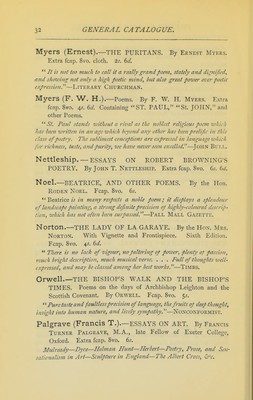 32 GENERAL CATALOGUE.
Myers (Ernest).—THE PURITANS. By ERNEST MYERS.
Extra fcap. 8vo. cloth. 2s. 6d.
"It is not too much to call it a really grand poem, stately and dignified,
and showing not only a high poetic mind, but also great power over poetic
expression."—LITERARY CHURCHMAN.
Myers (F. W. H.).—Poems. By F. W. H. MYERS. Extra
fcap. 8vo. 4s. 6d. Containing "ST. PAUL," "St. JOHN," and
other Poems.
"St. Paul stands without a rival as the noblest religious poem which
has been written in an age which beyond any other has been prolific in this
class of poetry. The sublimest conceptions are expressed in language which,
for richness, taste, and purity, we have never seen excelled."—JOHN BULL.
Nettleship.—ESSAYS ON ROBERT BROWNING'S
POETRY. By JOHN T. NETTLESHIP. Extra fcap. 8vo. 6s. 6d.
Noel.—BEATRICE, AND OTHER POEMS. By the Hon.
RODEN NOEL. Fcap. 8vo. 6s.
"Beatrice is in many respects a noble poem; it displays a splendour
of landscape painting, a strong definite precision of highly-coloured descrip-
tion, which has not often been surpassed."—PALL MALL GAZETTE.
Norton.—THE LADY OF LA GARAYE. By the HON. MRS.
NORTON. With Vignette and Frontispiece. Sixth Edition,
Fcap. 8vo. 4s. 6d.
"There is no lack of vigour, no faltering of power, plenty of passion,
much bright description, much musical verse. . . . Full of thoughts well-
expressed, and may be classed among her best works."—TIMES.
Orwell.—THE BISHOP'S WALK AND THE BISHOP'S
TIMES. Poems on the days of Archbishop Leighton and the
Scottish Covenant. By ORWELL. Fcap. 8vo. 5s.
"Pure taste and faultless precision of language, the fruits of deep thought,
insight into human nature, and lively sympathy."—NONCONFORMIST.
Palgrave (Francis T.).—ESSAYS ON ART. By FRANCIS
TURNER PALGRAVE, M.A., late Fellow of Exeter College,
Oxford. Extra fcap. 8vo. 6s.
Mulready—Dyce—Holman Hunt—Herbert—Poetry, Prose, and Sen-
sationalism in Art—Sculpture in England—The Albert Cross, &c.